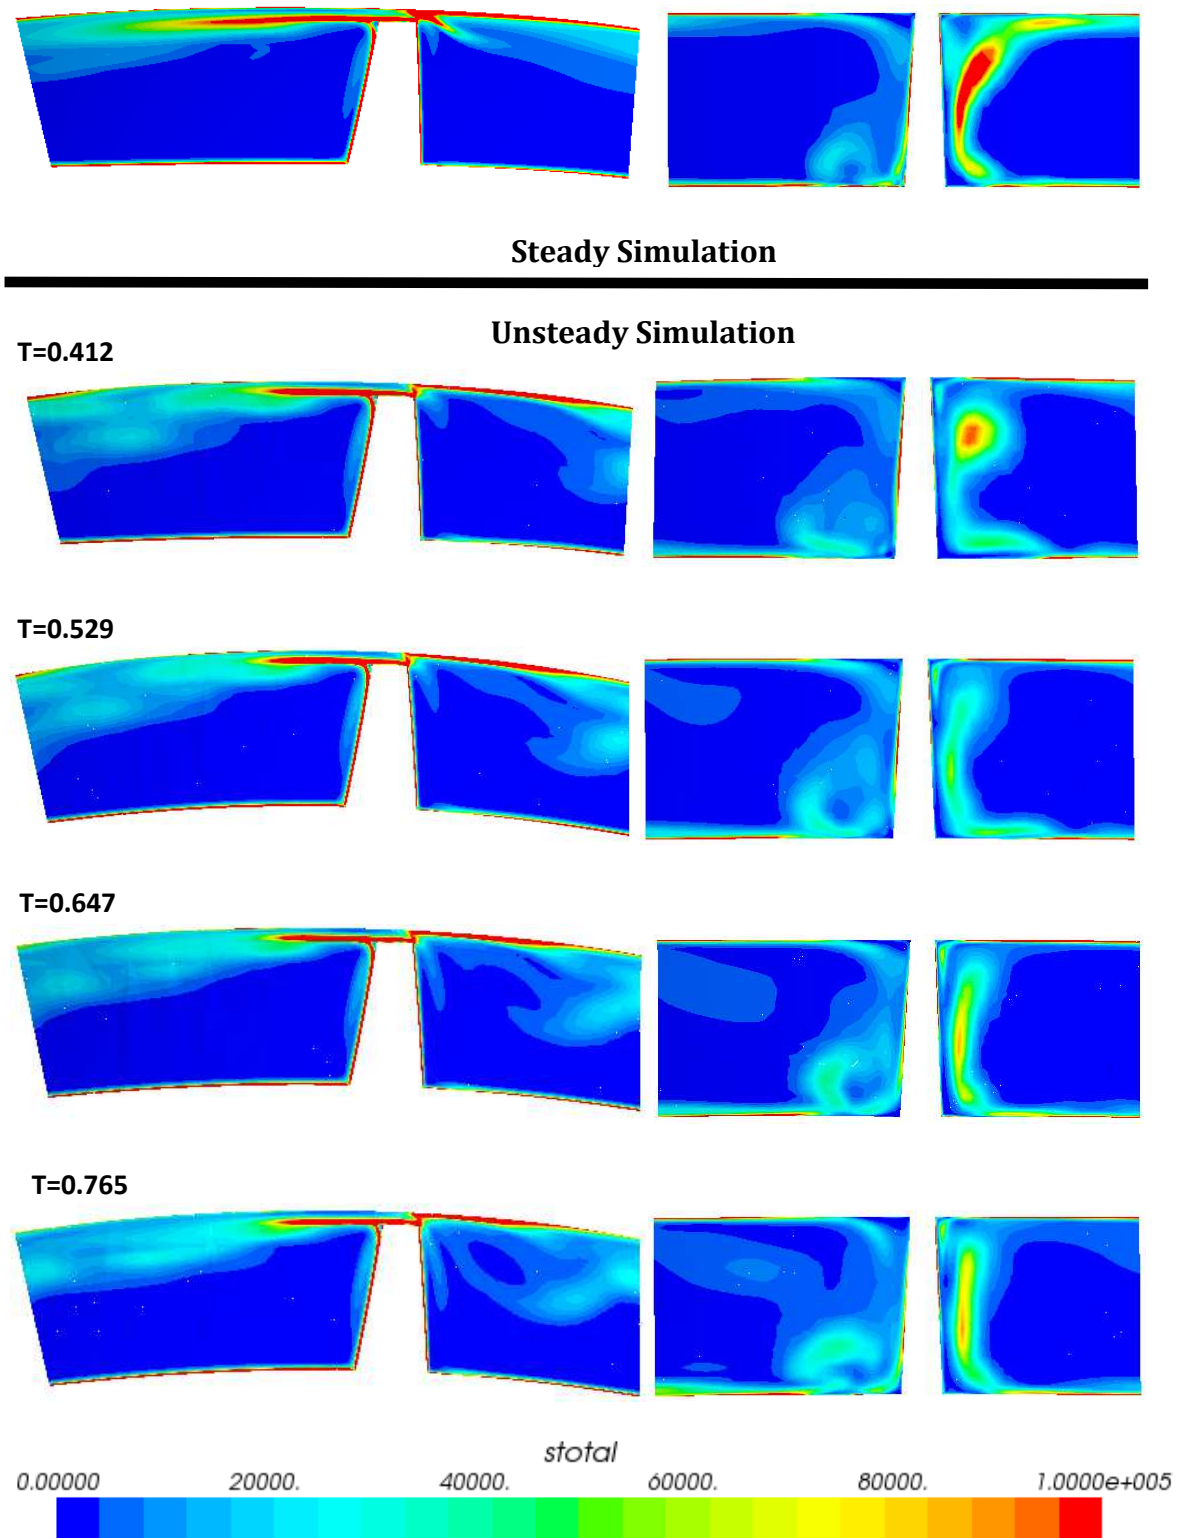 Steady Simulation
Unsteady Simulation
T=0.412
T=0.529
T=0.647
T=0.765
stotal
0.00000 20000. 40000. 60000. 80000. 1.0000e+005